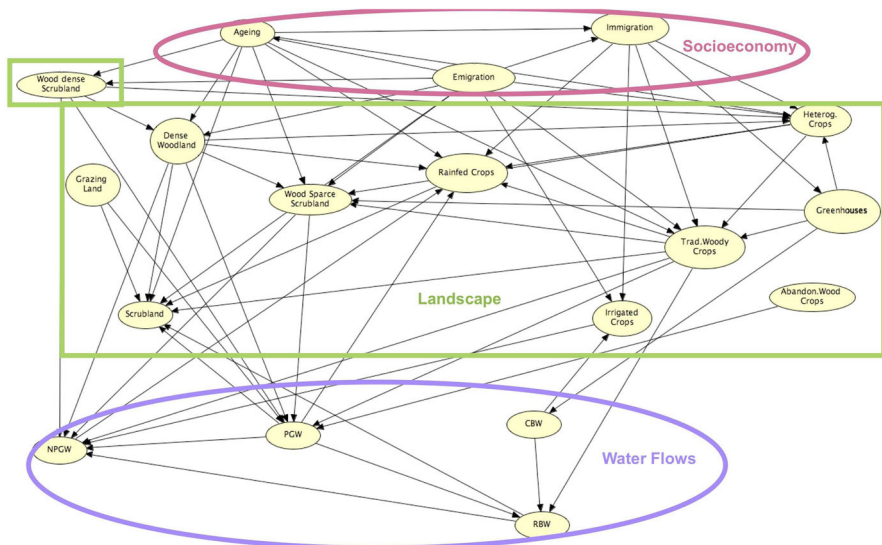 Ageing
Immigration
Socioeconomy
Wood dense
Scrubland
Emigration
Heterog.
Crops
Dense
Woodland
Grazing
Land
Rainfed Crops
Wood Sparce
Scrubland
Greenhouses
Trad.Woody
Crops
Abandon.Wood
Crops
Landscape
Scrubland
Irrigated
Crops
CBW
PGW
NPGW
Water Flows
RBW